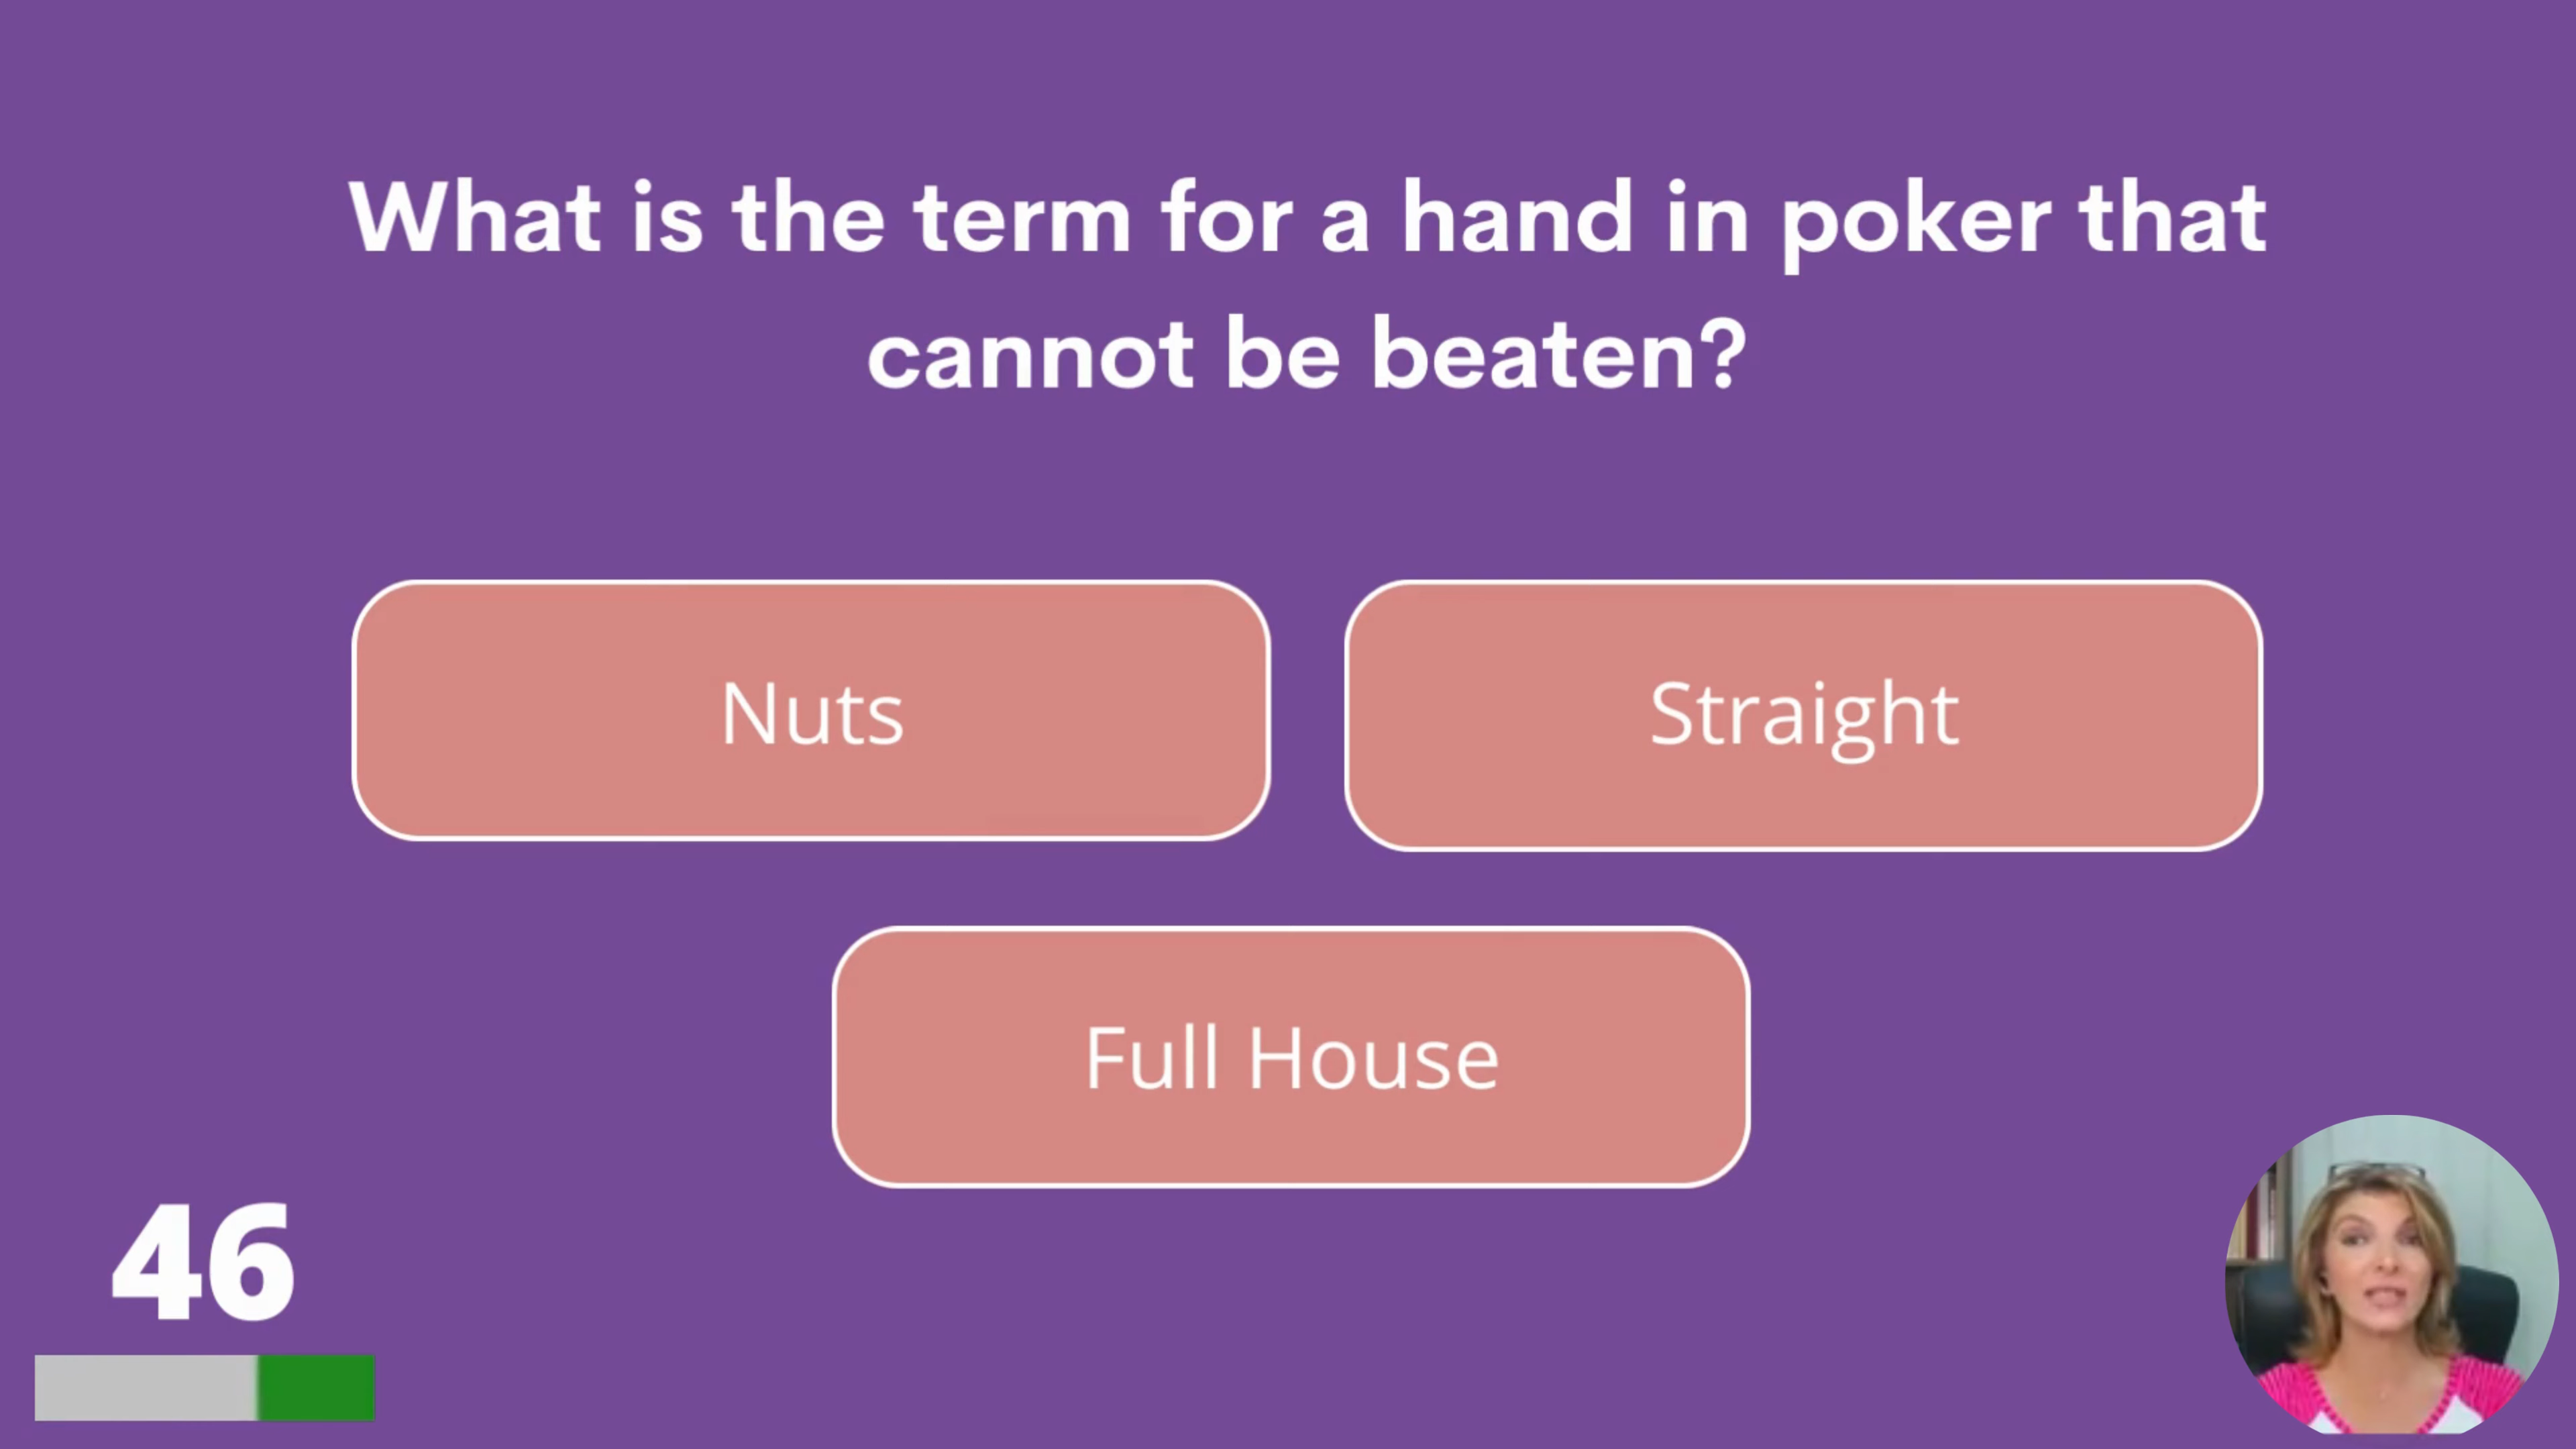 What is the term for a hand in poker that
cannot be beaten?
Nuts
Straight
Full House
46